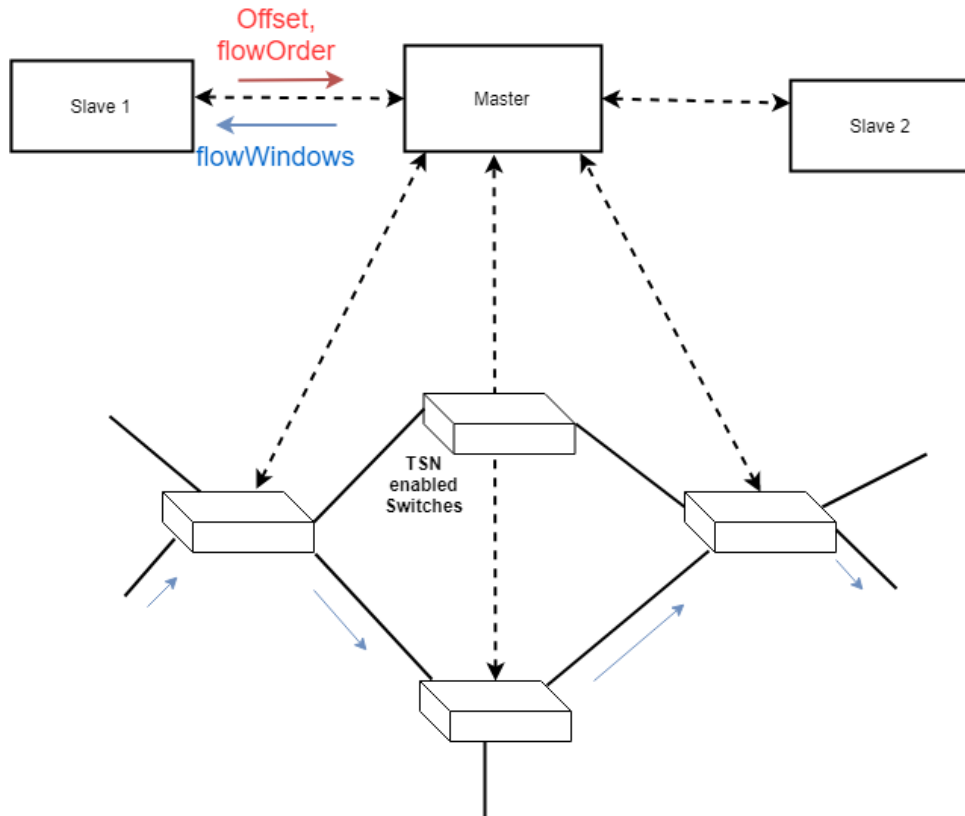 Offset,
flowOrder
Slave 1
Master
Slave 2
flowWindows
TSN
enabled
Switches